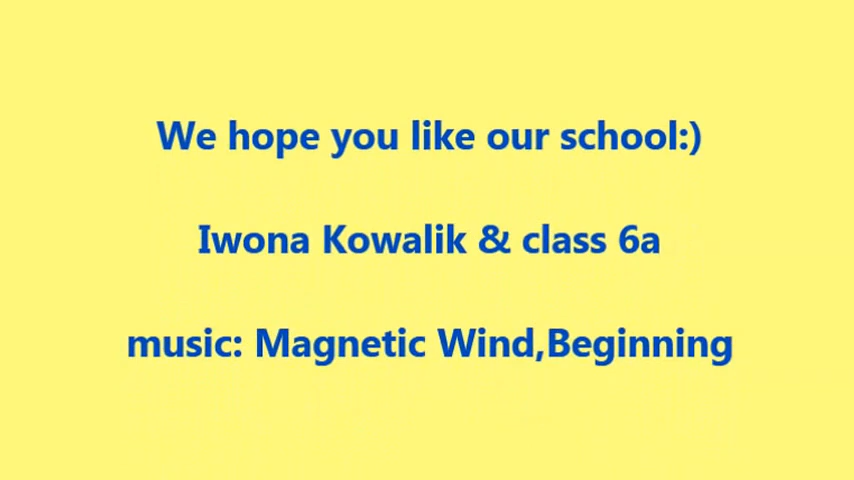 We hope you like our school:)
Iwona Kowalik & class 6a
music: Magnetic Wind,Beginning